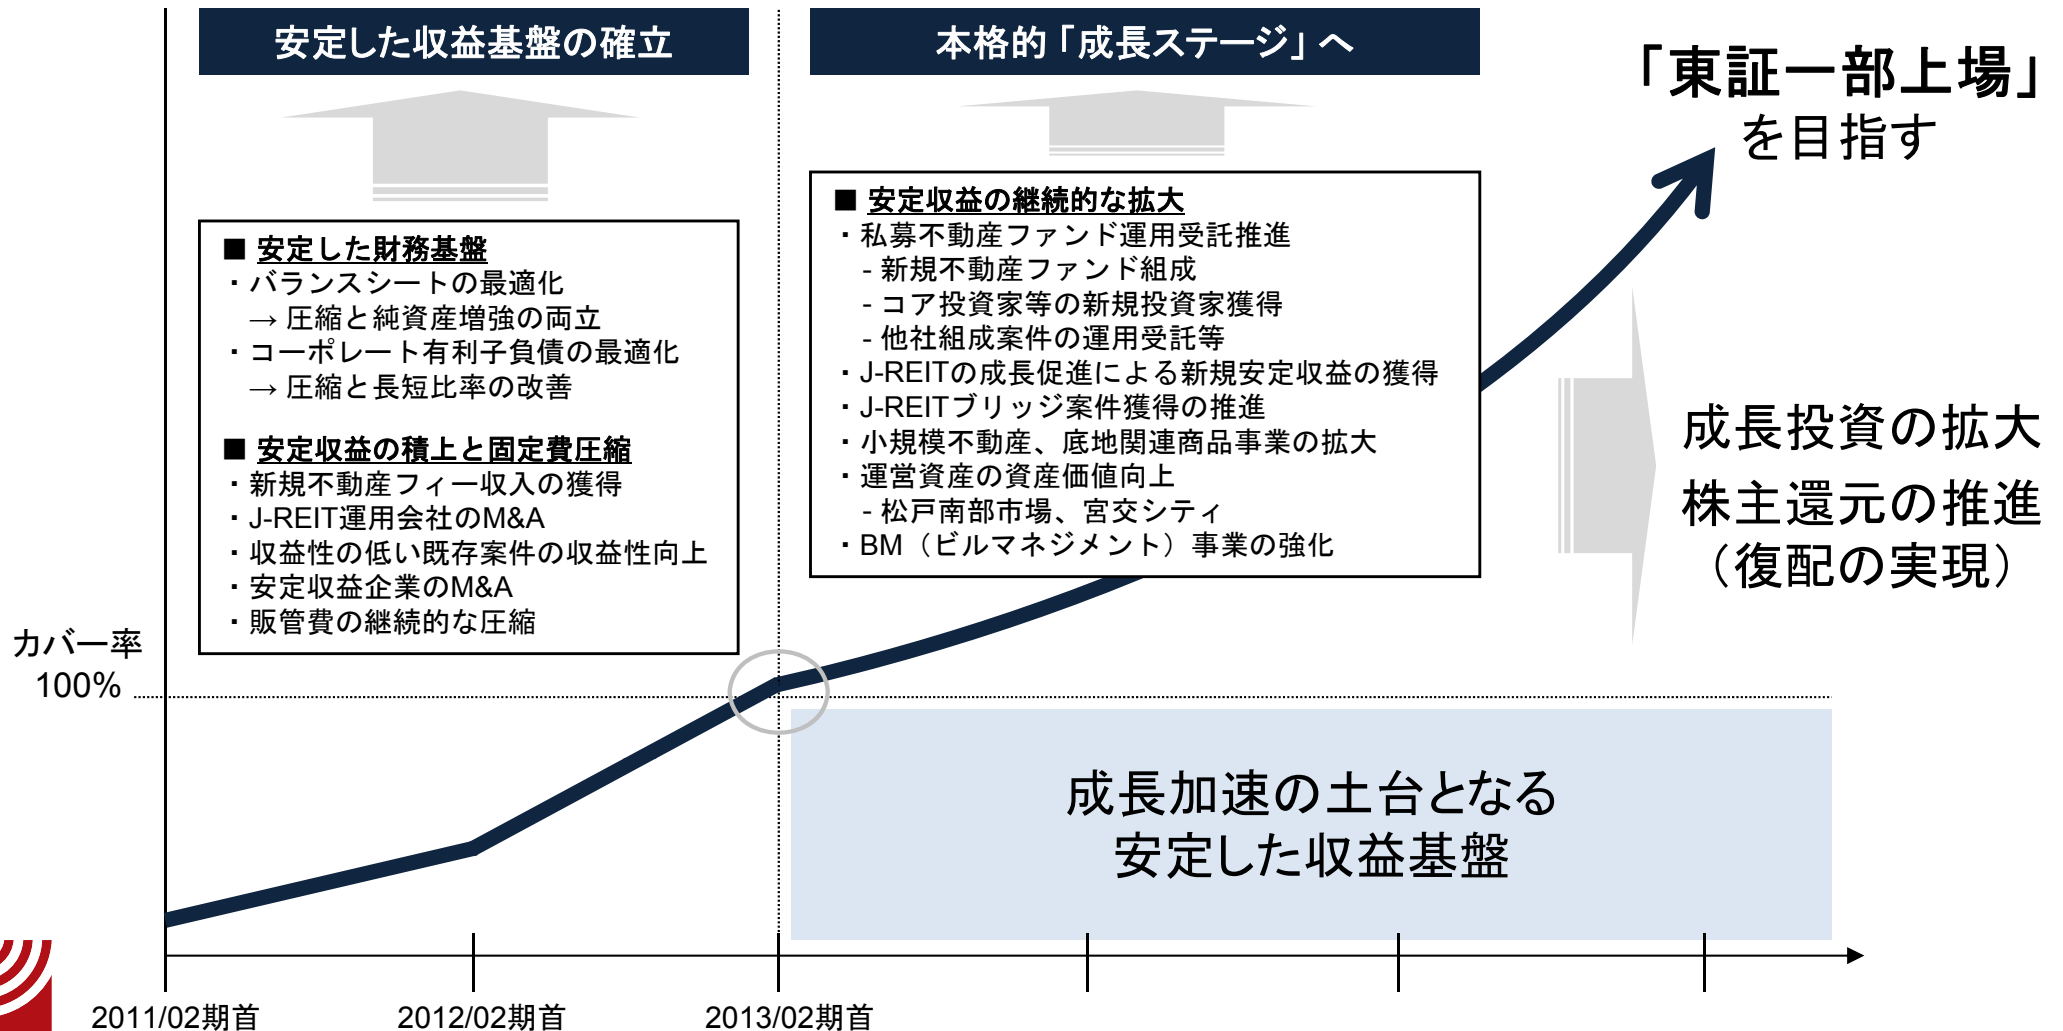 安定した収益基盤の確立
本格的「成長ステージ」へ
「東証一部上場」
を目指す
■ 安定した財務基盤
・バランスシートの最適化
→ 圧縮と純資産増強の両立
・コーポレート有利子負債の最適化
→ 圧縮と長短比率の改善
■ 安定収益の積上と固定費圧縮
・新規不動産フィー収入の獲得
・J-REIT運用会社のM&A
・収益性の低い既存案件の収益性向上
・安定収益企業のM&A
・販管費の継続的な圧縮
■ 安定収益の継続的な拡大
・私募不動産ファンド運用受託推進
- 新規不動産ファンド組成
- コア投資家等の新規投資家獲得
- 他社組成案件の運用受託等
・J-REITの成長促進による新規安定収益の獲得
・J-REITブリッジ案件獲得の推進
・小規模不動産、底地関連商品事業の拡大
・運営資産の資産価値向上
- 松戸南部市場、宮交シティ
・BM（ビルマネジメント）事業の強化
成長投資の拡大
株主還元の推進
（復配の実現）
カバー率
100%
成長加速の土台となる
安定した収益基盤
2011/02期首
2012/02期首
2013/02期首